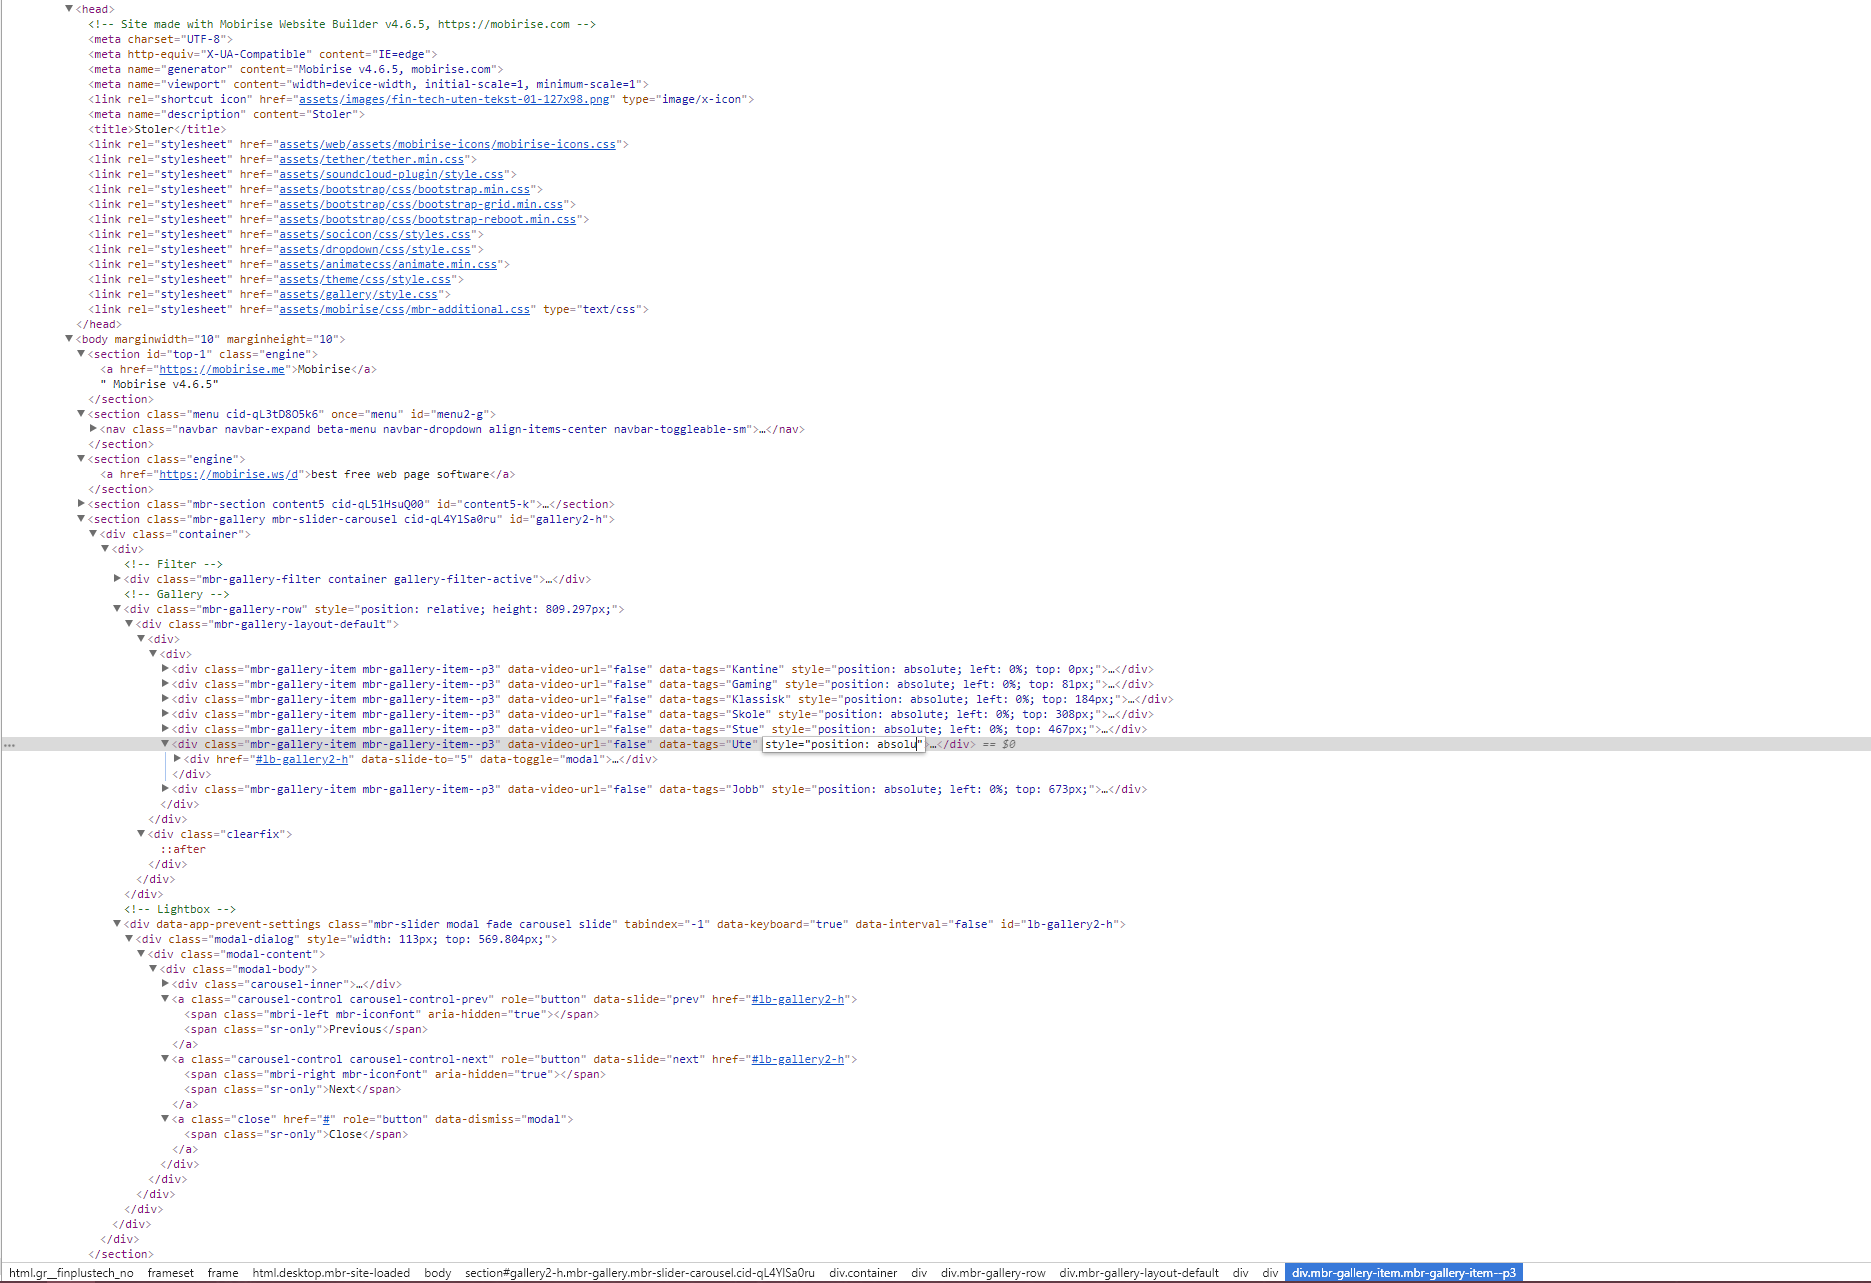 ▼<head>
<!-- Site made with Mobirise Website Builder v4.6.5, https://mobirise.com -->
<meta charset="UTF-8">
<meta http-equiv="X-UA-Compatible" content="IE=edge">
<meta name="generator" content="Mobirise v4.6.5, mobirise.com">
<meta name="viewport" content="width=device-width, initial-scale=1, minimum-scale=1">
<link rel="shortcut icon" href="assets/images/fin-tech-uten-tekst-01-127x98.png" type="image/x-icon">
<meta name="description" content="Stoler">
<title>Stoler</title>
<link rel="stylesheet" href="assets/web/assets/mobirise-icons/mobirise-icons.css">
<link rel="stylesheet" href="assets/tether/tether.min.css">
<link rel="stylesheet" href="assets/soundcloud-plugin/style.css">
<link rel="stylesheet" href="assets/bootstrap/css/bootstrap.min.css">
<link rel="stylesheet" href="assets/bootstrap/css/bootstrap-grid.min.css">
<link rel="stylesheet" href="assets/bootstrap/css/bootstrap-reboot.min.css">
<link rel="stylesheet" href="assets/socicon/css/styles.css">
<link rel="stylesheet" href="assets/dropdown/css/style.css">
<link rel="stylesheet" href="assets/animatecss/animate.min.css">
<link rel="stylesheet" href="assets/theme/css/style.css">
<link rel="stylesheet" href="assets/gallery/style.css">
<link rel="stylesheet" href="assets/mobirise/css/mbr-additional.css" type="text/css">
</head>
▼<body marginwidth="10" marginheight="10">
▼<section id="top-1" class="engine">
<a href="https://mobirise.me">Mobirise</a>
" Mobirise v4.6.5"
</section>
▼<section class="menu cid-qL3tD8O5k6" once="menu" id="menu2-g">
▶<nav class="navbar navbar-expand beta-menu navbar-dropdown align-items-center navbar-toggleable-sm">…</nav>
</section>
▼<section class="engine">
<a href="https://mobirise.ws/d">best free web page software</a>
</section>
▶<section class="mbr-section content5 cid-qL51HsuQ00" id="content5-k">…</section>
▼<section class="mbr-gallery mbr-slider-carousel cid-qL4YlSa0ru" id="gallery2-h">
▼<div class="container">
▼<div>
<!-- Filter -->
▶<div class="mbr-gallery-filter container gallery-filter-active">…</div>
<!-- Gallery -->
▼<div class="mbr-gallery-row" style="position: relative; height: 809.297px;">
▼<div class="mbr-gallery-layout-default">
▼<div>
▼<div>
▶<div class="mbr-gallery-item mbr-gallery-item--p3" data-video-url="false" data-tags="Kantine" style="position: absolute; left: 0%; top: 0px;">…</div>
▶<div class="mbr-gallery-item mbr-gallery-item--p3" data-video-url="false" data-tags="Gaming" style="position: absolute; left: 0%; top: 81px;">…</div>
▶<div class="mbr-gallery-item mbr-gallery-item--p3" data-video-url="false" data-tags="Klassisk" style="position: absolute; left: 0%; top: 184px;">…</div>
▶<div class="mbr-gallery-item mbr-gallery-item--p3" data-video-url="false" data-tags="Skole" style="position: absolute; left: 0%; top: 308px;">…</div>
▶<div class="mbr-gallery-item mbr-gallery-item--p3" data-video-url="false" data-tags="Stue" style="position: absolute; left: 0%; top: 467px;">…</div>
… ▼<div class="mbr-gallery-item mbr-gallery-item--p3" data-video-url="false" data-tags="Ute" style="position: absolu" …</div> == $0
▶<div href="#lb-gallery2-h" data-slide-to="5" data-toggle="modal">…</div>
</div>
▶<div class="mbr-gallery-item mbr-gallery-item--p3" data-video-url="false" data-tags="Jobb" style="position: absolute; left: 0%; top: 673px;">…</div>
</div>
</div>
▼<div class="clearfix">
::after
</div>
</div>
</div>
<!-- Lightbox -->
▼<div data-app-prevent-settings class="mbr-slider modal fade carousel slide" tabindex="-1" data-keyboard="true" data-interval="false" id="lb-gallery2-h">
▼<div class="modal-dialog" style="width: 113px; top: 569.804px;">
▼<div class="modal-content">
▼<div class="modal-body">
▶<div class="carousel-inner">…</div>
▼<a class="carousel-control carousel-control-prev" role="button" data-slide="prev" href="#lb-gallery2-h">
<span class="mbri-left mbr-iconfont" aria-hidden="true"></span>
<span class="sr-only">Previous</span>
</a>
▼<a class="carousel-control carousel-control-next" role="button" data-slide="next" href="#lb-gallery2-h">
<span class="mbri-right mbr-iconfont" aria-hidden="true"></span>
<span class="sr-only">Next</span>
</a>
▼<a class="close" href="#" role="button" data-dismiss="modal">
<span class="sr-only">Close</span>
</a>
</div>
</div>
</div>
</div>
</div>
</div>
</section>
html.gr__finplustech_no frameset frame html.desktop.mbr-site-loaded body section#gallery2-h.mbr-gallery.mbr-slider-carousel.cid-qL4YlSa0ru div.container div div.mbr-gallery-row div.mbr-gallery-layout-default div div div.mbr-gallery-item.mbr-gallery-item--p3